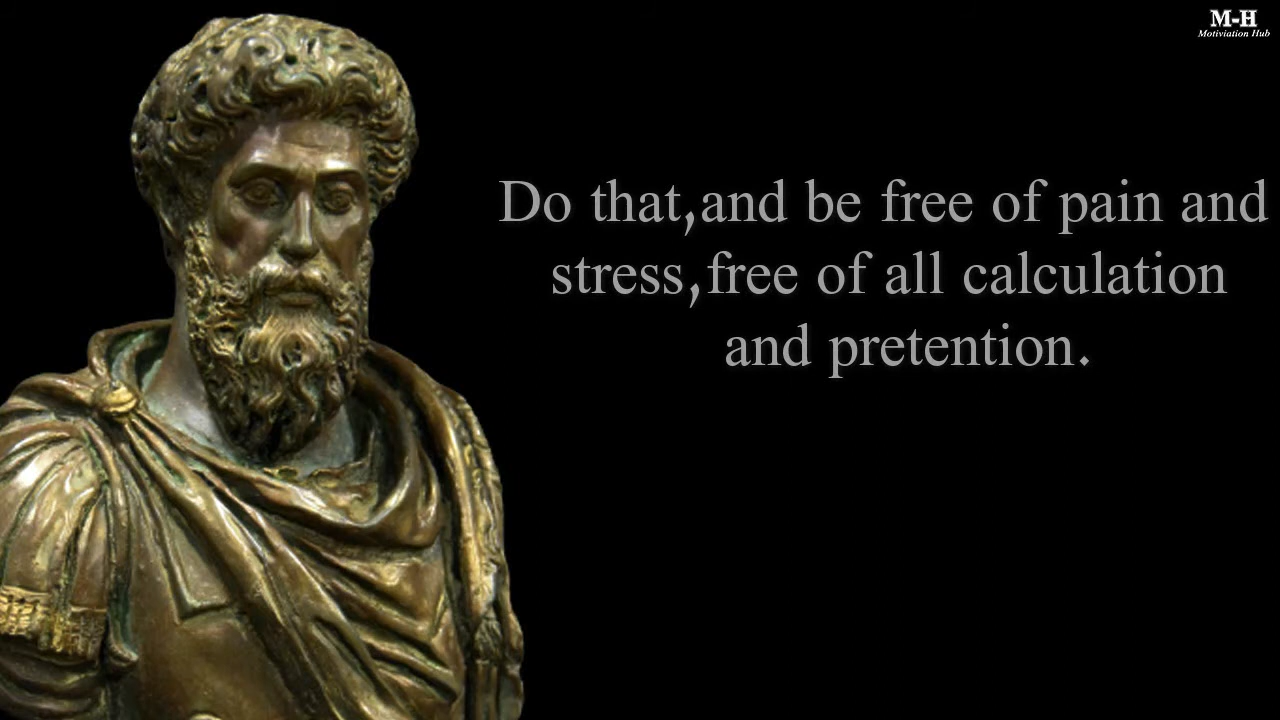 M-H
Motiviation Hub
Do that,and be free of pain and
stress,free of all calculation
and pretention.